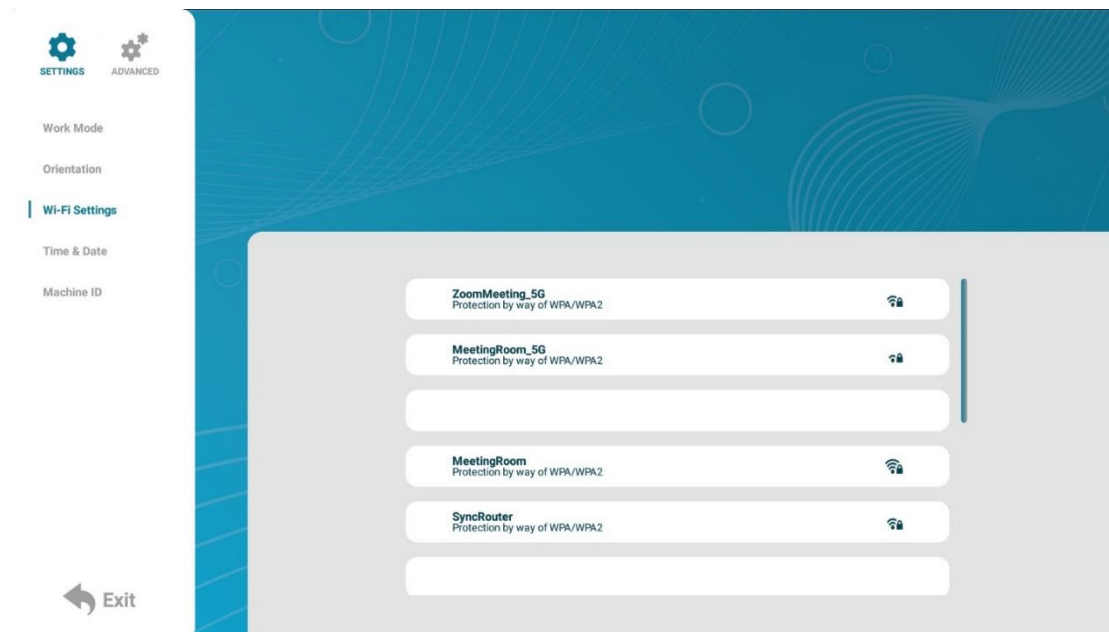 SETTINGS
ADVANCED
Work Mode
Orientation
Wi-Fi Settings
Time & Date
Machine ID
Exit
ZoomMeeting_5G
Protection by way of WPA/WPA2
MeetingRoom_5G
Protection by way of WPA/WPA2
MeetingRoom
Protection by way of WPA/WPA2
SyncRouter
Protection by way of WPA/WPA2